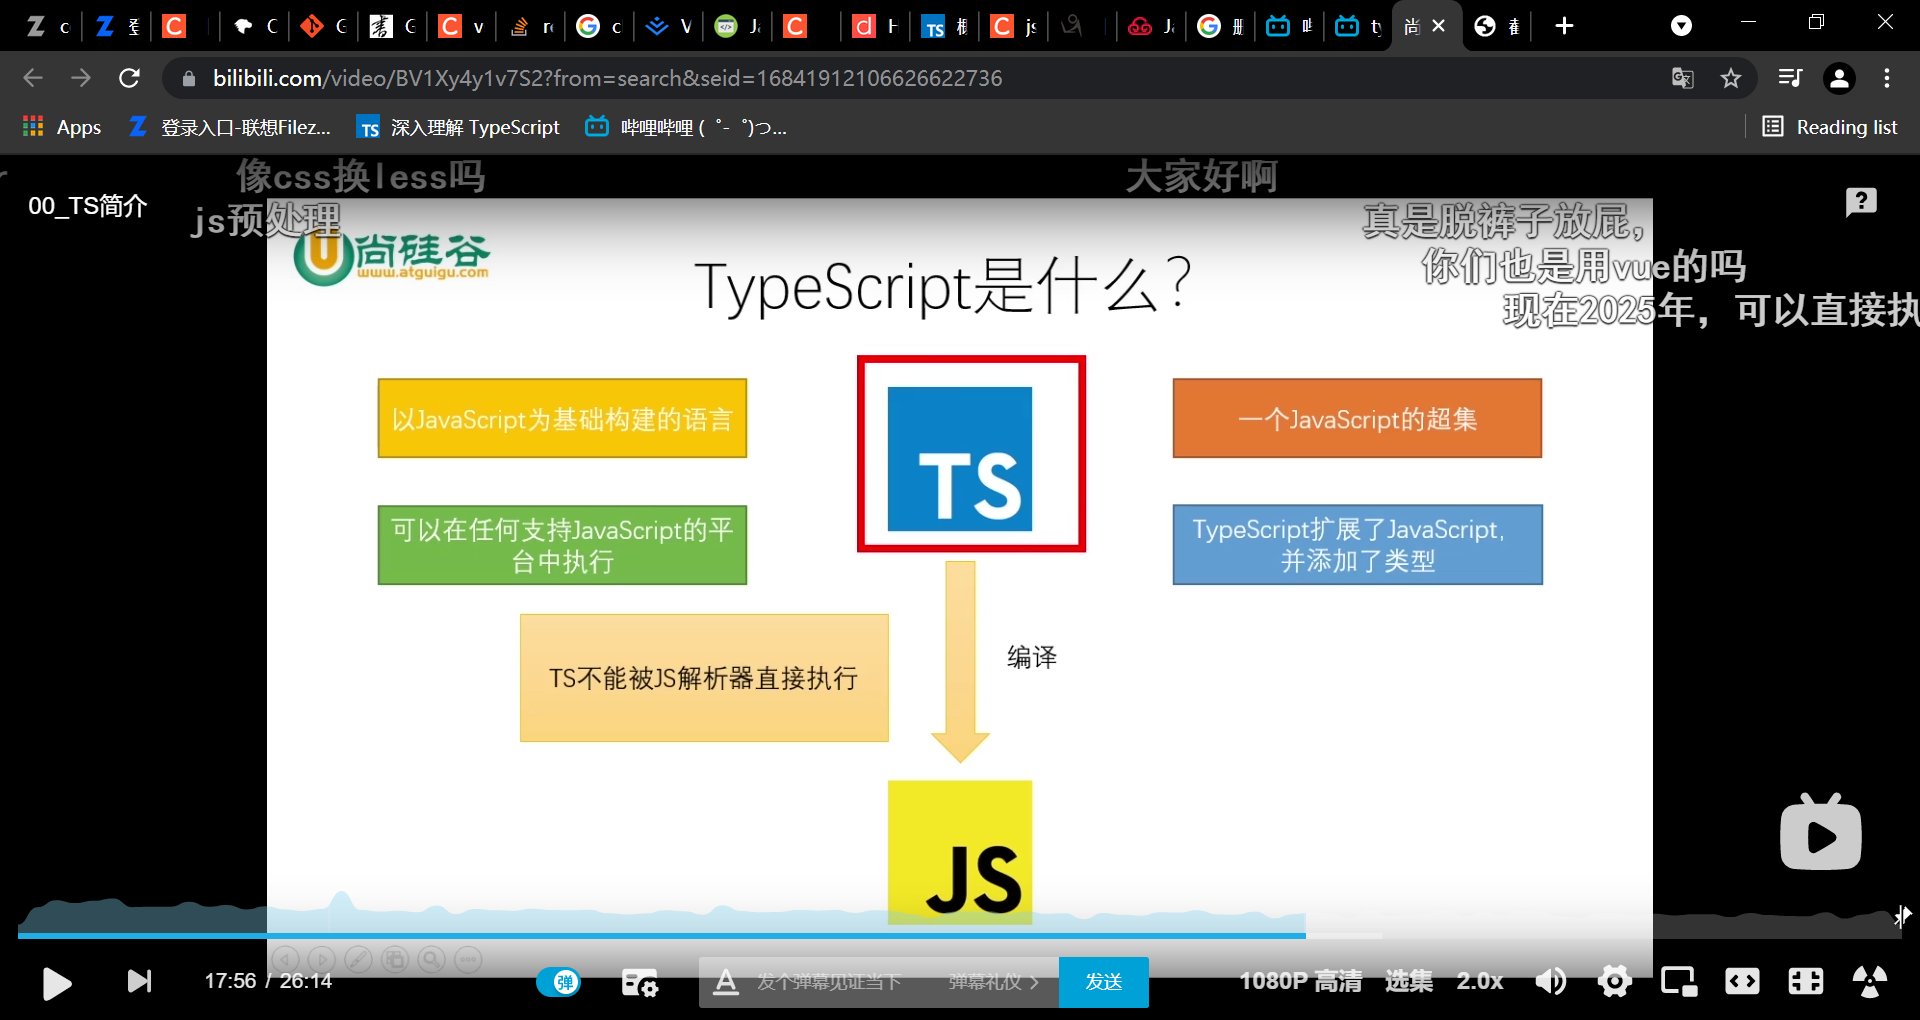 bilibili.com/video/BV1Xy4y1v7S2?from=search&seid=16841912106626622736
Apps
登录入口-联想Filez...
TS
深入理解 TypeScript
哔哩哔哩 (゜-゜)つ...
Reading list
像css换less吗
大家好啊
00_TS简介
js预处理
真是脱裤子放屁，
你们也是用vue的吗
现在2025年，可以直接执
尚硅谷
www.atguigu.com
TypeScript是什么？
以JavaScript为基础构建的语言
TS
一个JavaScript的超集
可以在任何支持JavaScript的平
台中执行
TypeScript扩展了JavaScript,
并添加了类型
TS不能被JS解析器直接执行
编译
JS
17:56 / 26:14
弹
发个弹幕见证当下
弹幕礼仪 >
发送
1080P 高清
选集
2.0x